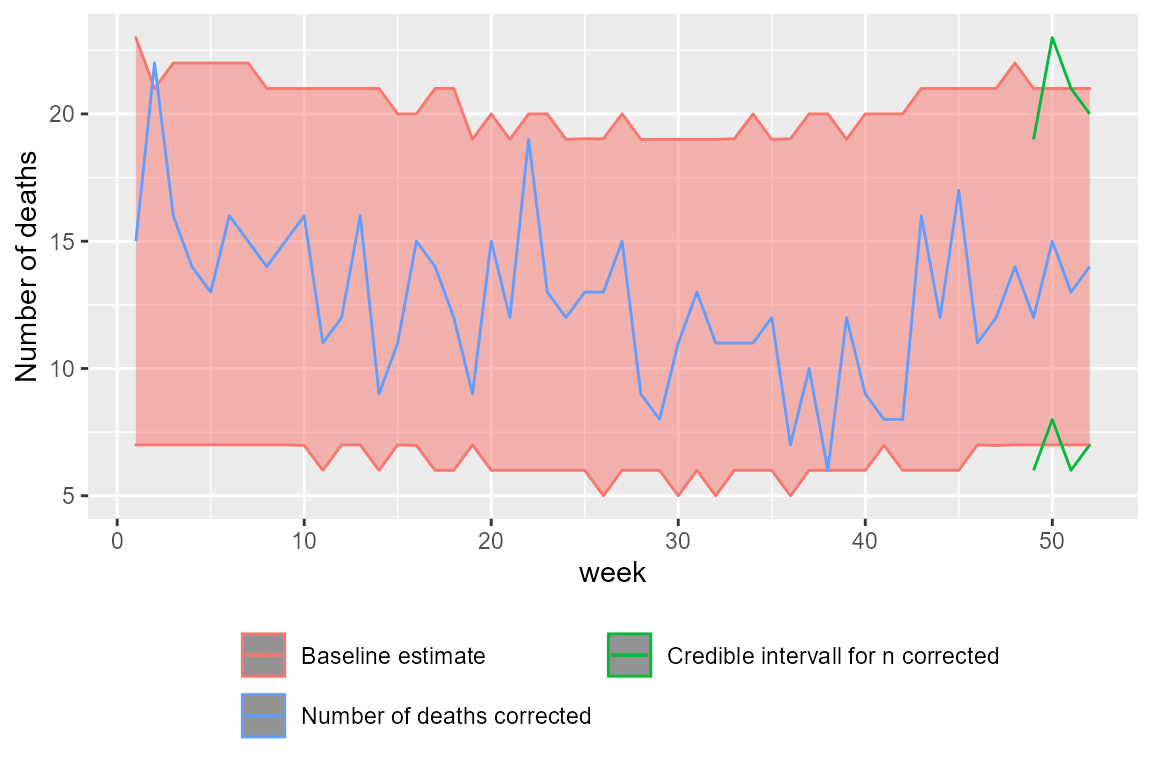 Number of deaths
20
15
10
5
0 10 20 30 40 50
week
Baseline estimate
Credible intervall for n corrected
Number of deaths corrected